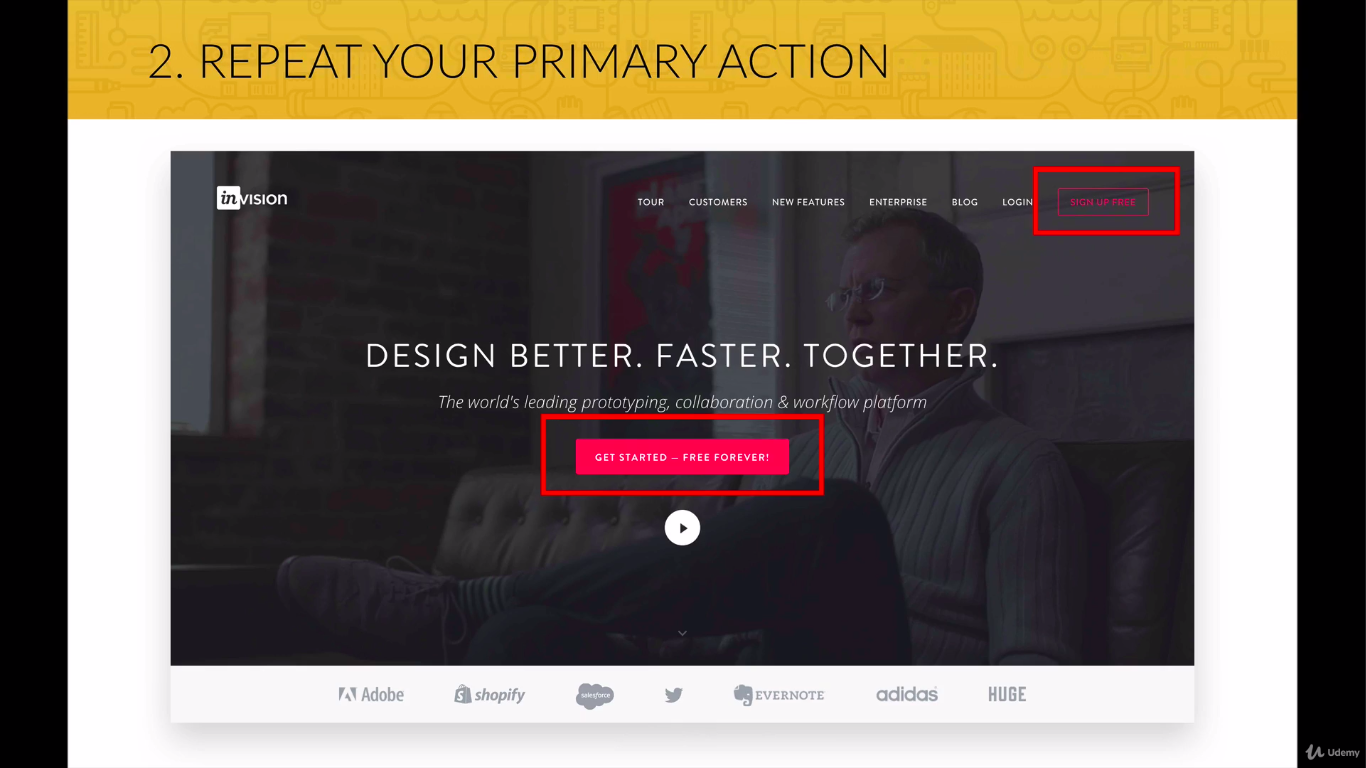 2. REPEAT YOUR PRIMARY ACTION
invision
TOUR CUSTOMERS NEW FEATURES ENTERPRISE BLOG LOGIN SIGN UP FREE
DESIGN BETTER. FASTER. TOGETHER.
The world's leading prototyping, collaboration & workflow platform
GET STARTED — FREE FOREVER!
Adobe shopify salesforce EVERNOTE adidas HUGE
Udemy